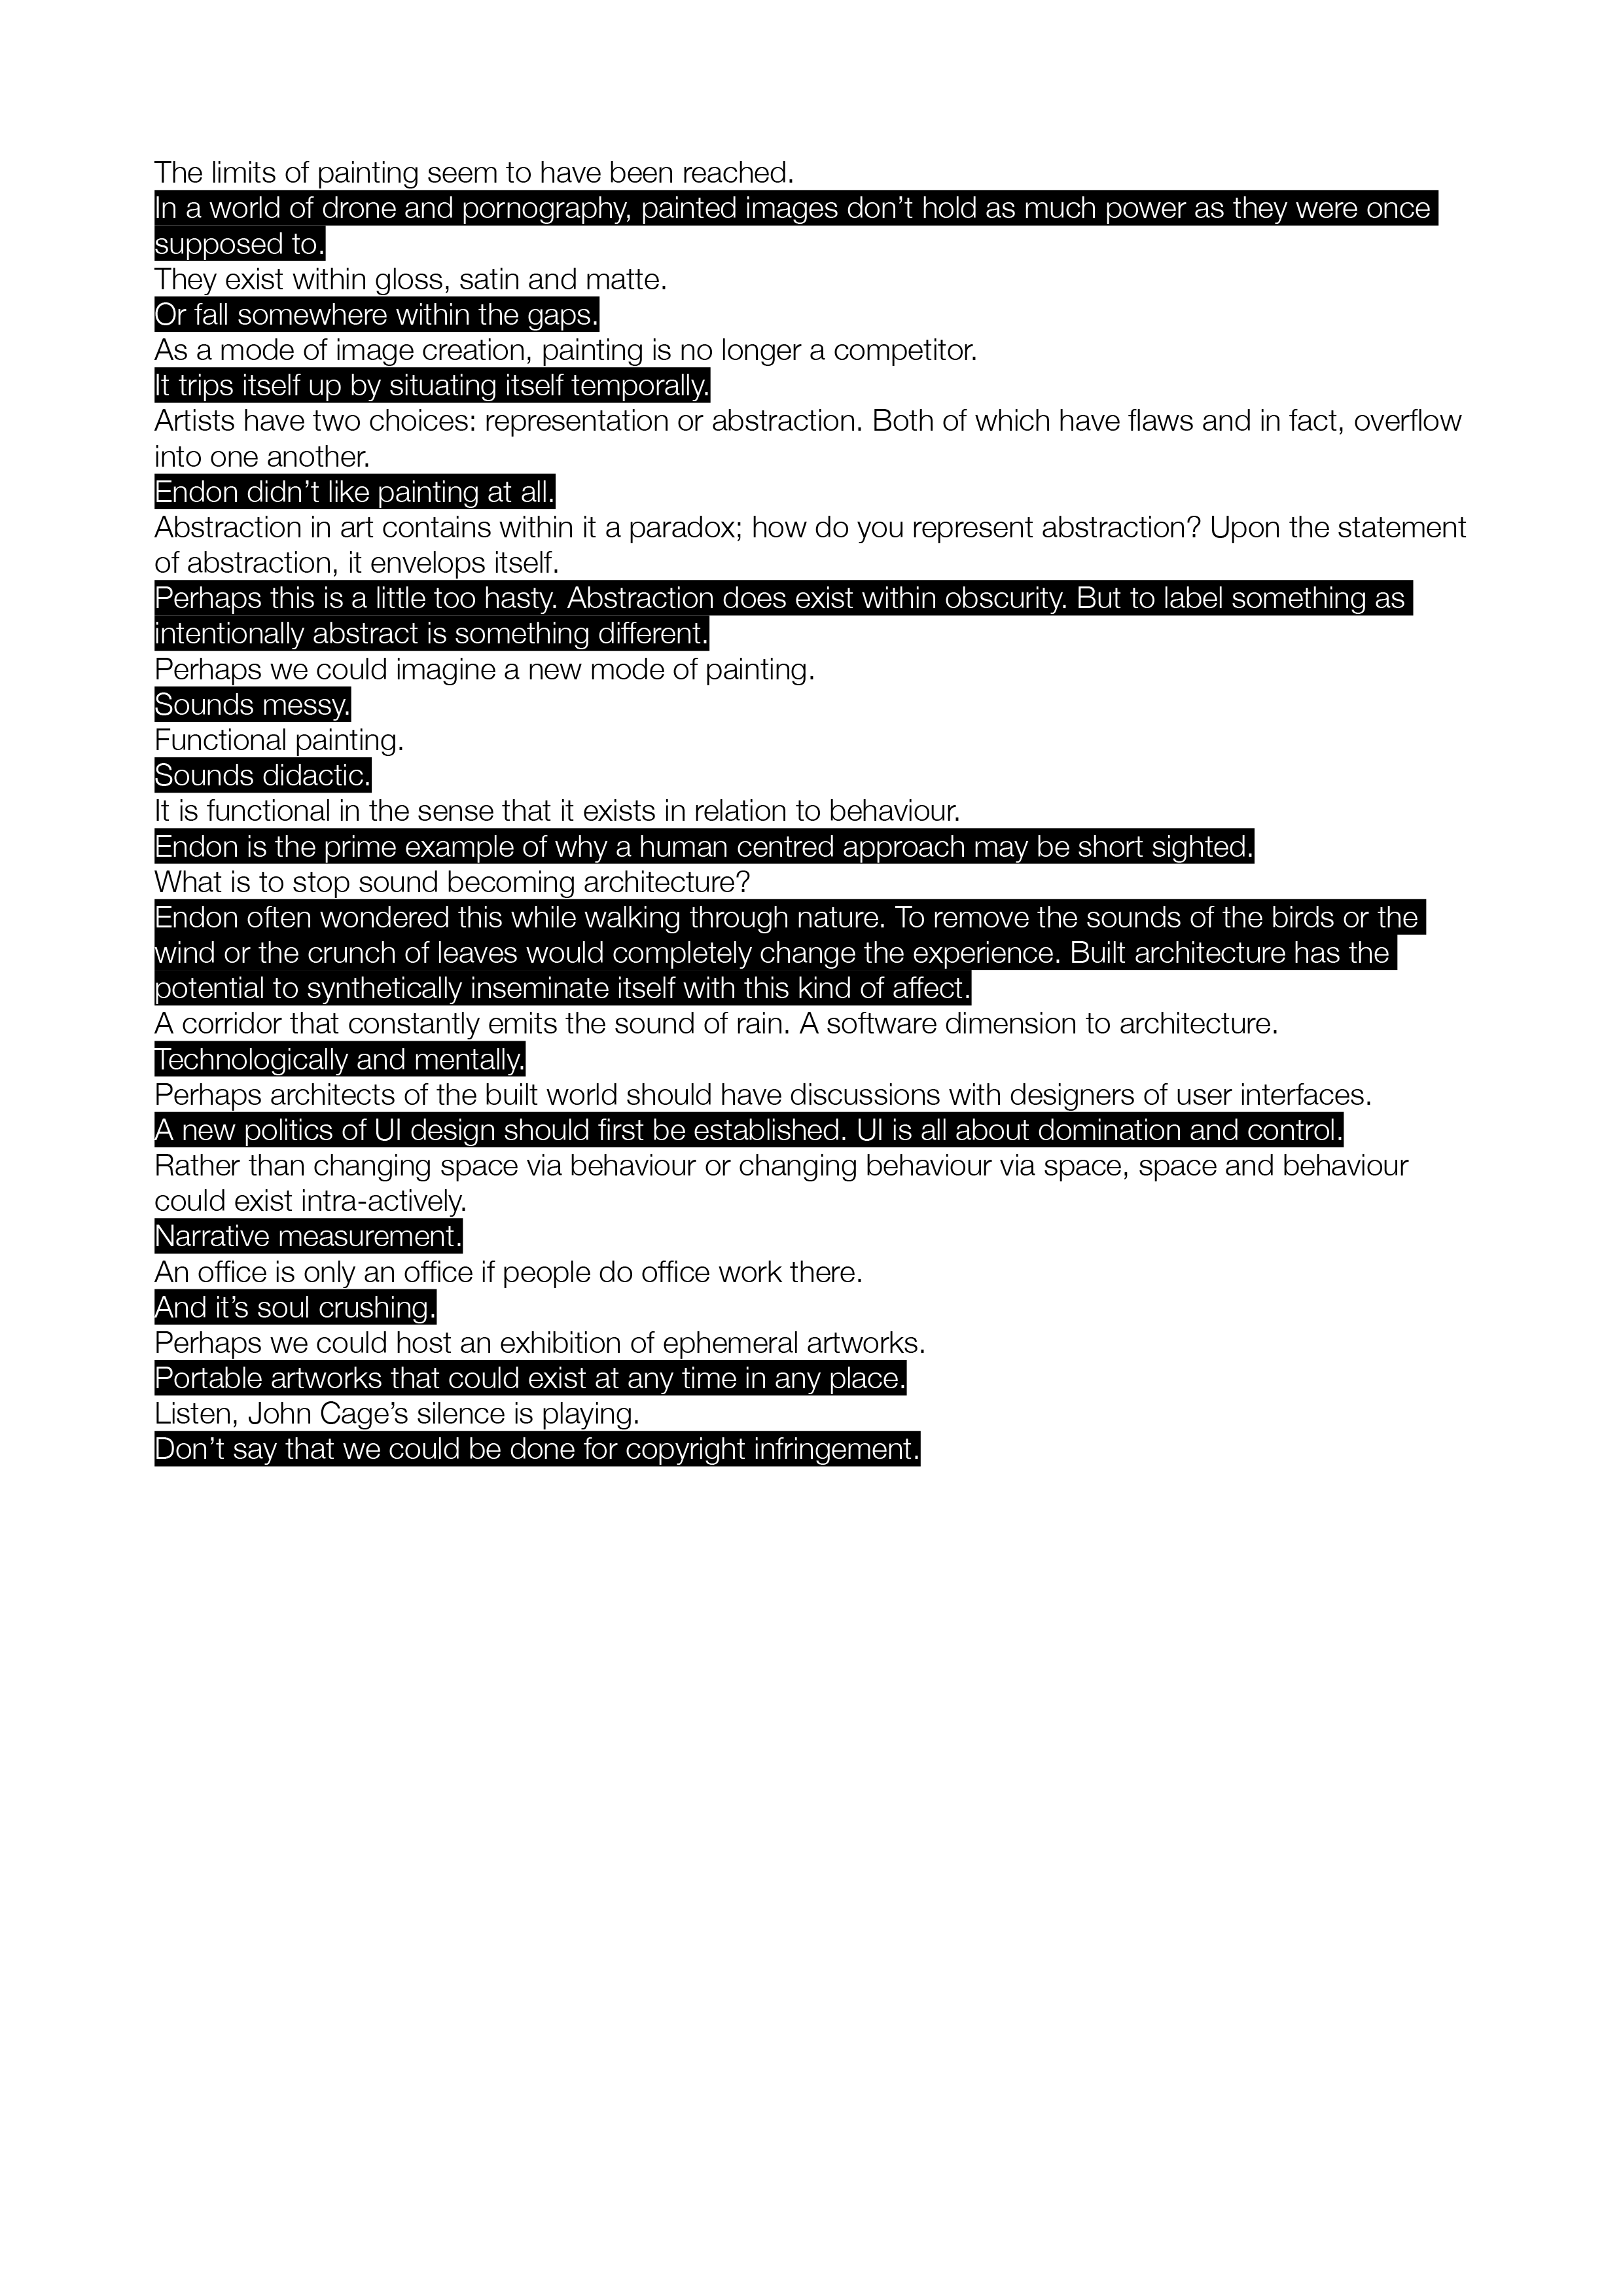 The limits of painting seem to have been reached.
In a world of drone and pornography, painted images don’t hold as much power as they were once
supposed to.
They exist within gloss, satin and matte.
Or fall somewhere within the gaps.
As a mode of image creation, painting is no longer a competitor.
It trips itself up by situating itself temporally.
Artists have two choices: representation or abstraction. Both of which have flaws and in fact, overflow
into one another.
Endon didn’t like painting at all.
Abstraction in art contains within it a paradox; how do you represent abstraction? Upon the statement
of abstraction, it envelops itself.
Perhaps this is a little too hasty. Abstraction does exist within obscurity. But to label something as
intentionally abstract is something different.
Perhaps we could imagine a new mode of painting.
Sounds messy.
Functional painting.
Sounds didactic.
It is functional in the sense that it exists in relation to behaviour.
Endon is the prime example of why a human centred approach may be short sighted.
What is to stop sound becoming architecture?
Endon often wondered this while walking through nature. To remove the sounds of the birds or the
wind or the crunch of leaves would completely change the experience. Built architecture has the
potential to synthetically inseminate itself with this kind of affect.
A corridor that constantly emits the sound of rain. A software dimension to architecture.
Technologically and mentally.
Perhaps architects of the built world should have discussions with designers of user interfaces.
A new politics of UI design should first be established. UI is all about domination and control.
Rather than changing space via behaviour or changing behaviour via space, space and behaviour
could exist intra-actively.
Narrative measurement.
An office is only an office if people do office work there.
And it’s soul crushing.
Perhaps we could host an exhibition of ephemeral artworks.
Portable artworks that could exist at any time in any place.
Listen, John Cage’s silence is playing.
Don’t say that we could be done for copyright infringement.